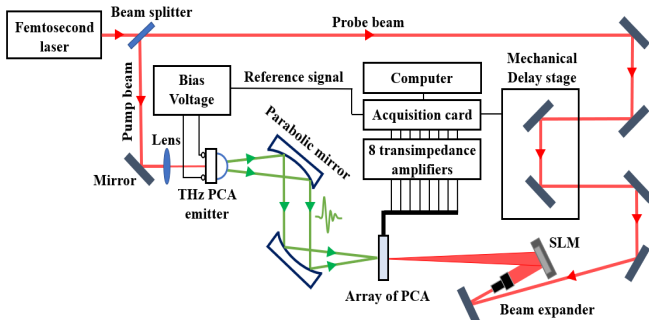 Femtosecond
laser
Beam splitter
Probe beam
Pump beam
Bias
Voltage
Reference signal
Computer
Acquisition card
8 transimpedance
amplifiers
Mechanical
Delay stage
Lens
Mirror
THz PCA
emitter
Parabolic mirror
Array of PCA
SLM
Beam expander